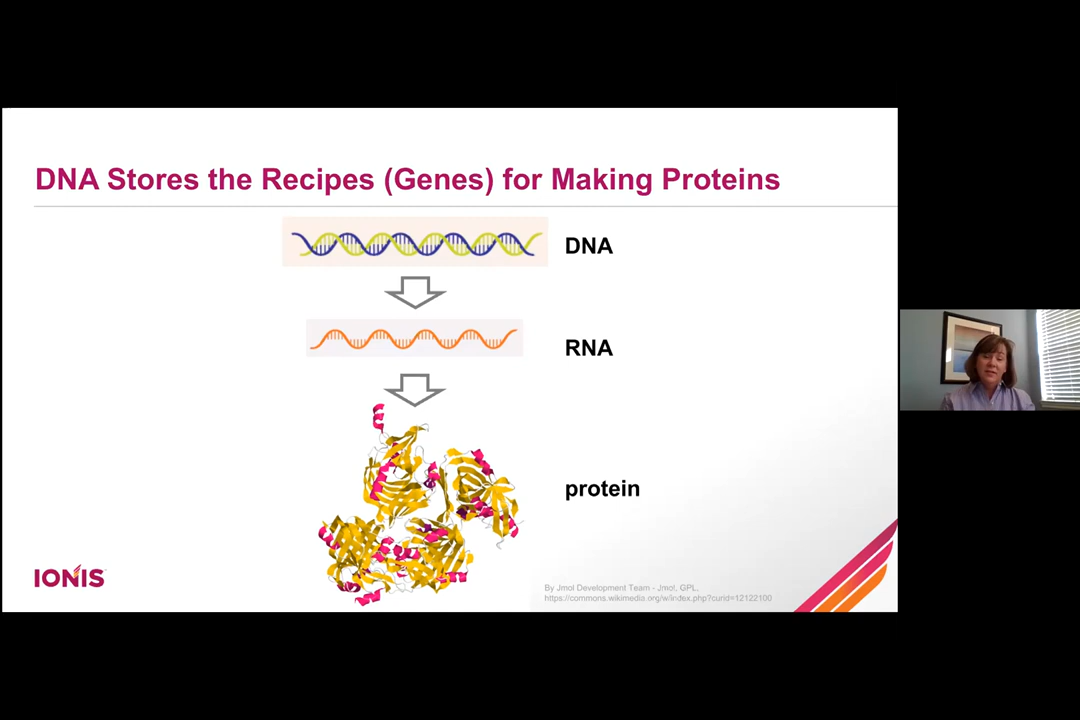 DNA Stores the Recipes (Genes) for Making Proteins
DNA
RNA
protein
IONIS
By Jmol Development Team - Jmol, GPL,
https://commons.wikimedia.org/w/index.php?curid=12122100